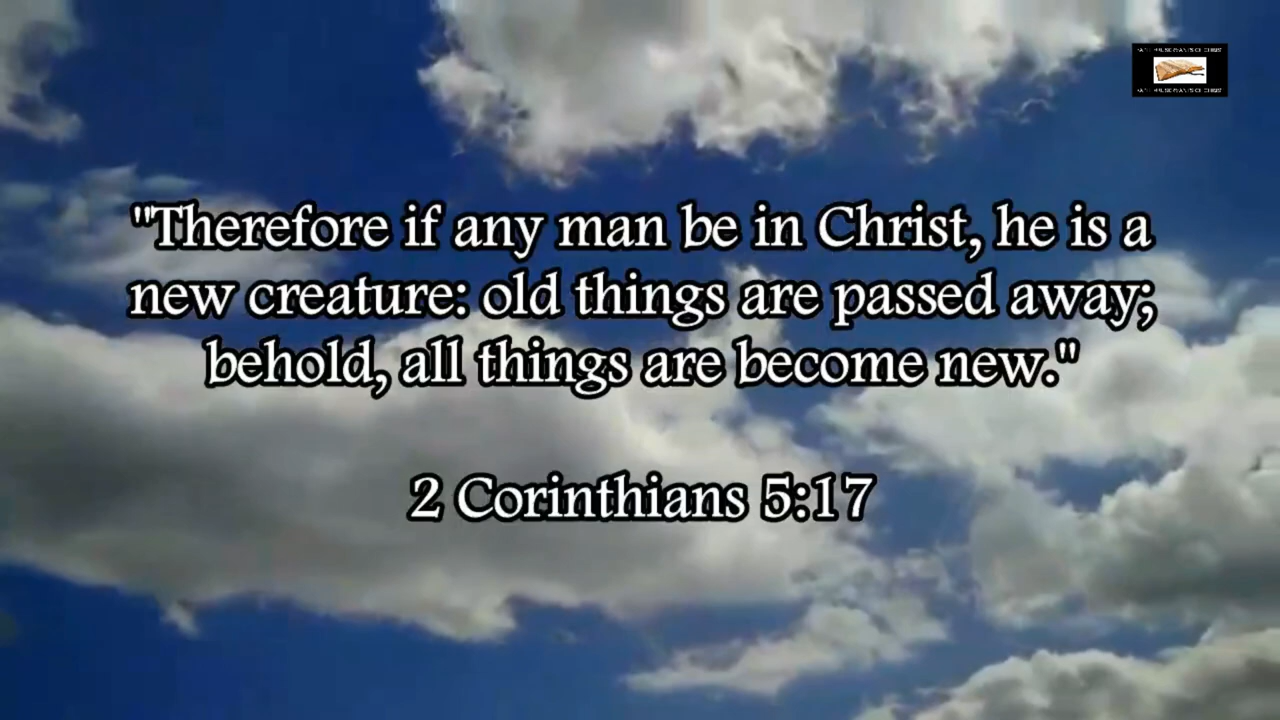 "Therefore if any man be in Christ, he is a
new creature: old things are passed away;
behold, all things are become new."
2 Corinthians 5:17